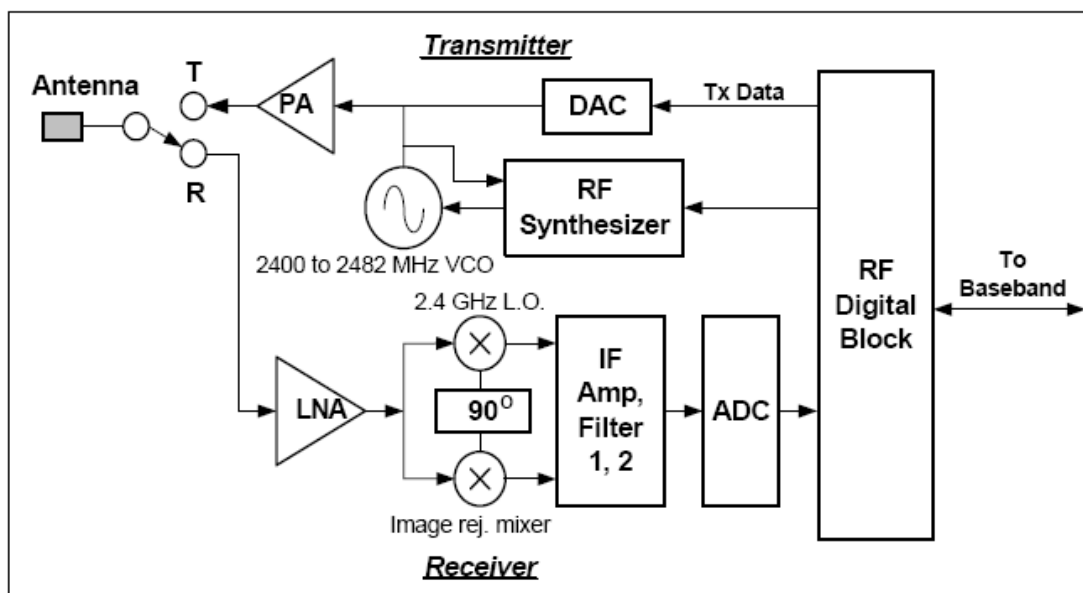 Transmitter
Antenna
T
R
PA
DAC
Tx Data
RF
Synthesizer
2400 to 2482 MHz VCO
RF
Digital
Block
To
Baseband
2.4 GHz L.O.
LNA
90°
IF
Amp,
Filter
1, 2
ADC
Image rej. mixer
Receiver